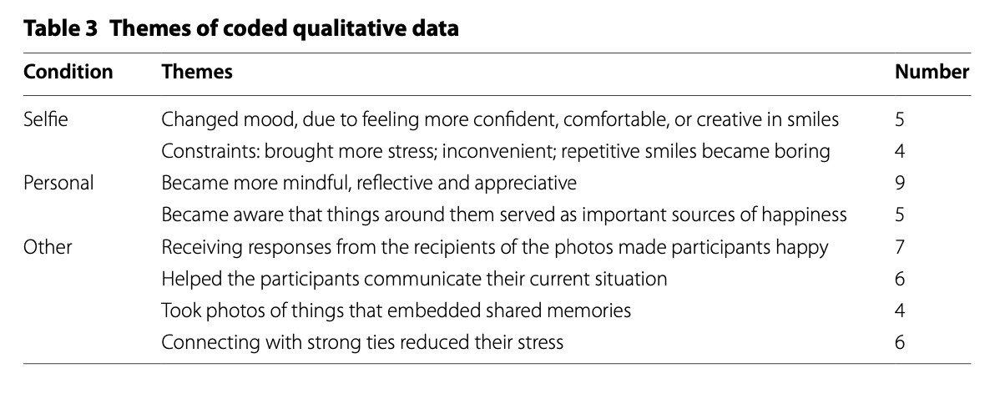 Table 3 Themes of coded qualitative data
Condition Themes Number
Selfie Changed mood, due to feeling more confident, comfortable, or creative in smiles 5
Constraints: brought more stress; inconvenient; repetitive smiles became boring 4
Personal Became more mindful, reflective and appreciative 9
Became aware that things around them served as important sources of happiness 5
Other Receiving responses from the recipients of the photos made participants happy 7
Helped the participants communicate their current situation 6
Took photos of things that embedded shared memories 4
Connecting with strong ties reduced their stress 6